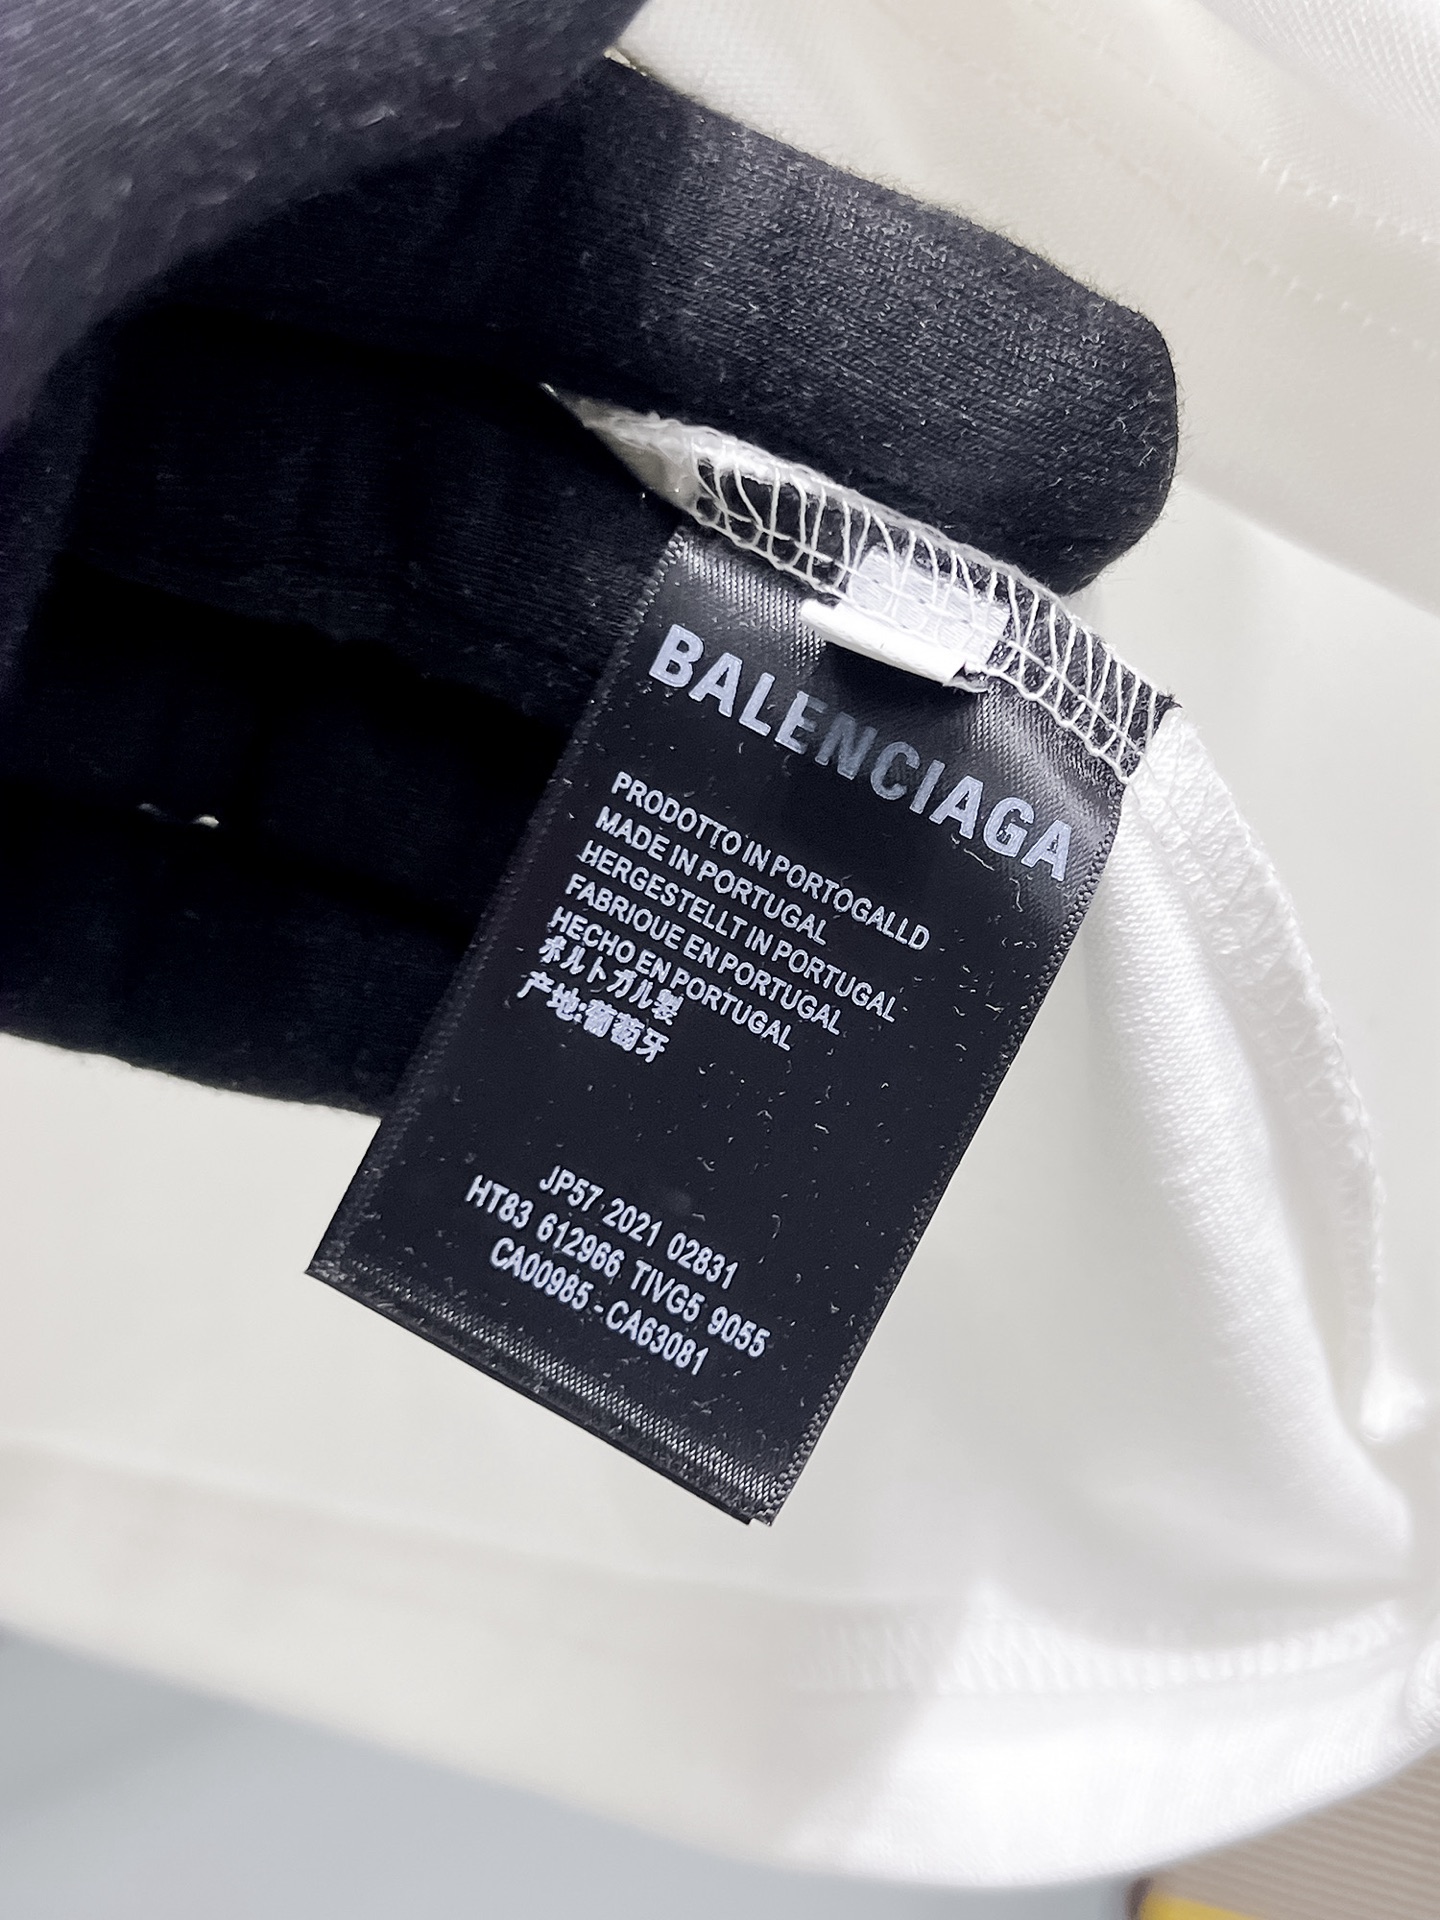 BALENCIAGA
PRODOTTO IN PORTOGALLD
MADE IN PORTUGAL
HERGESTELLT IN PORTUGAL
FABRIOUE EN PORTUGAL
HECHO EN PORTUGAL
ポルトガル製
产地:葡萄牙
JP57 2021 02831
HT83 612966 TIVG5 9055
CA00985-CA63081